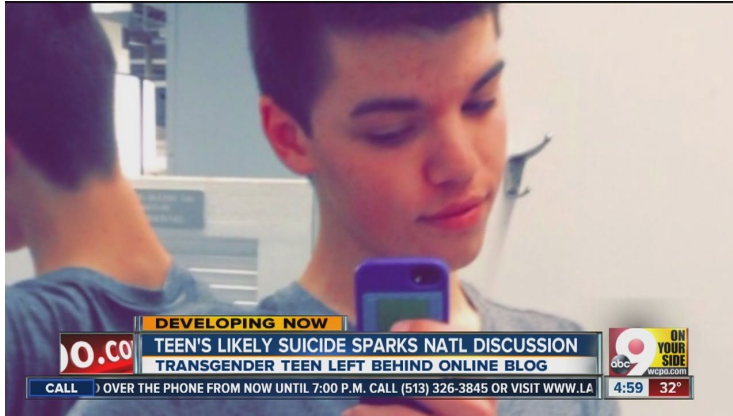 DEVELOPING NOW
O.CO
TEEN'S LIKELY SUICIDE SPARKS NATL DISCUSSION
TRANSGENDER TEEN LEFT BEHIND ONLINE BLOG
abc 9 ON YOUR SIDE
wcpo.com
CALL OVER THE PHONE FROM NOW UNTIL 7:00 P.M. CALL (513) 326-3845 OR VISIT WWW.LA 4:59 32°